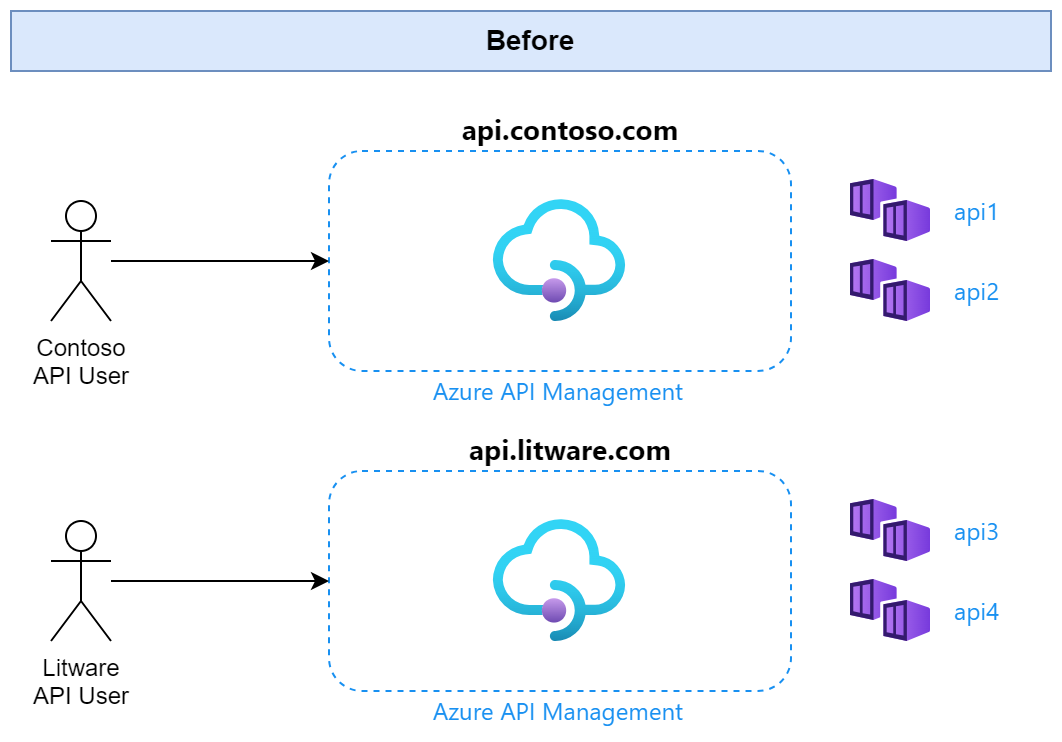 Before
api.contoso.com
api1
api2
Contoso
API User
Azure API Management
api.litware.com
api3
api4
Litware
API User
Azure API Management